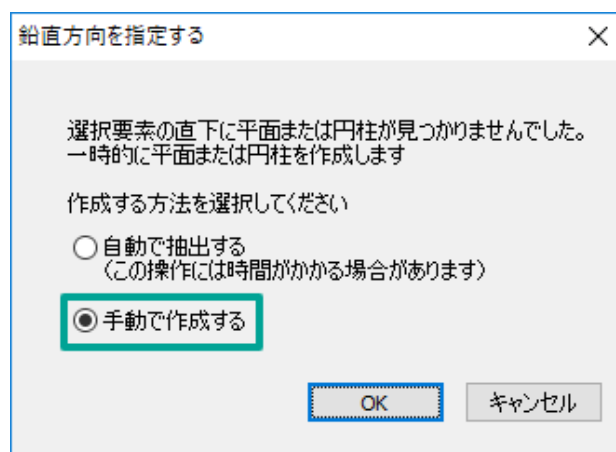 鉛直方向を指定する
選択要素の直下に平面または円柱が見つかりませんでした。
一時的に平面または円柱を作成します
作成する方法を選択してください
自動で抽出する
（この操作には時間がかかる場合があります）
手動で作成する
OK キャンセル